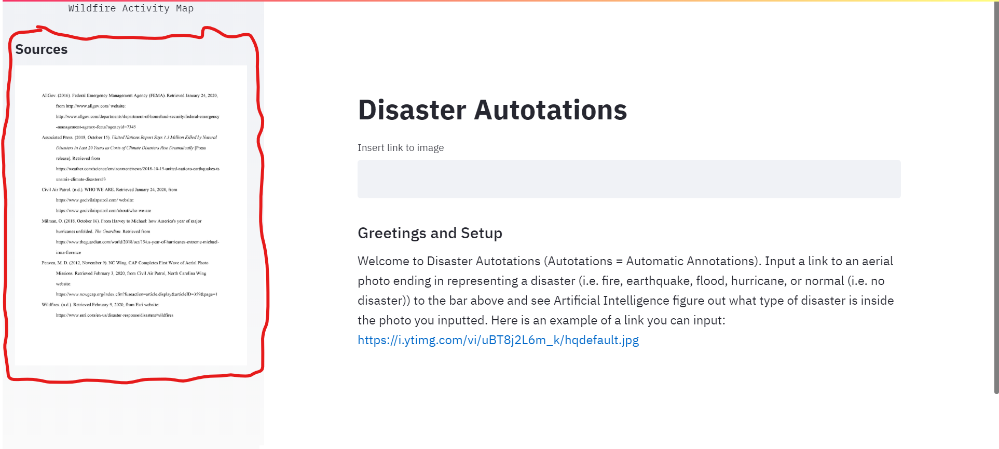 Wildfire Activity Map
Sources
AllGov. (2016). Federal Emergency Management Agency (FEMA). Retrieved January 24, 2020,
from http://www.allgov.com/ website:
http://www.allgov.com/departments/department-of-homeland-security/federal-emergency
-management-agency-fema?agencyid=7345
Associated Press. (2018, October 15). United Nations Report Says 1.3 Million Killed by Natural
Disasters in Last 20 Years as Costs of Climate Disasters Rise Dramatically [Press
release]. Retrieved from
https://weather.com/science/environment/news/2018-10-15-united-nations-earthquakes-ts
unamis-climate-disasters#3
Civil Air Patrol. (n.d.). WHO WE ARE. Retrieved January 24, 2020, from
https://www.gocivilairpatrol.com/ website:
https://www.gocivilairpatrol.com/about/who-we-are
Milman, O. (2018, October 16). From Harvey to Michael: how America's year of major
hurricanes unfolded. The Guardian. Retrieved from
https://www.theguardian.com/world/2018/oct/15/us-year-of-hurricanes-extreme-michael-
irma-florence
Penven, M. D. (2012, November 9). NC Wing, CAP Completes First Wave of Aerial Photo
Missions. Retrieved February 3, 2020, from Civil Air Patrol, North Carolina Wing
website:
https://www.ncwgcap.org/index.cfm?fuseaction=article.display&articleID=359&page=1
Wildfires. (n.d.). Retrieved February 9, 2020, from Esri website:
https://www.esri.com/en-us/disaster-response/disasters/wildfires
Disaster Autotations
Insert link to image
Greetings and Setup
Welcome to Disaster Autotations (Autotations = Automatic Annotations). Input a link to an aerial
photo ending in representing a disaster (i.e. fire, earthquake, flood, hurricane, or normal (i.e. no
disaster)) to the bar above and see Artificial Intelligence figure out what type of disaster is inside
the photo you inputted. Here is an example of a link you can input:
https://i.ytimg.com/vi/uBT8j2L6m_k/hqdefault.jpg